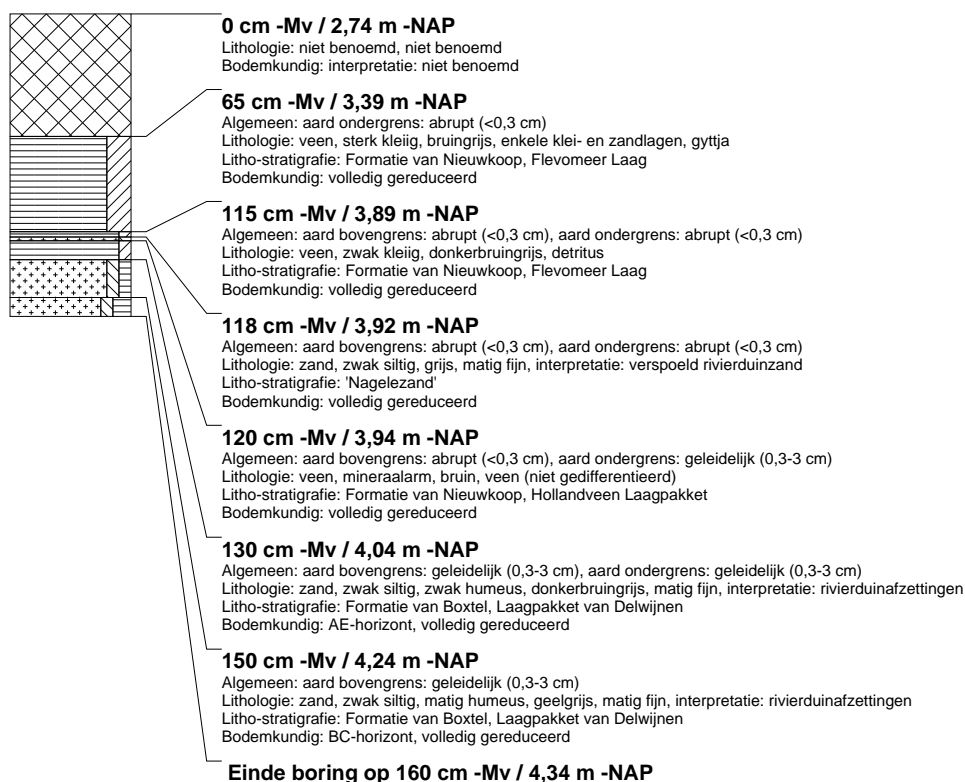 0 cm -Mv / 2,74 m -NAP
Lithologie: niet benoemd, niet benoemd
Bodemkundig: interpretatie: niet benoemd
65 cm -Mv / 3,39 m -NAP
Algemeen: aard ondergrens: abrupt (<0,3 cm)
Lithologie: veen, sterk kleiig, bruingrijs, enkele klei- en zandlagen, gyttja
Litho-stratigrafie: Formatie van Nieuwkoop, Flevomeer Laag
Bodemkundig: volledig gereduceerd
115 cm -Mv / 3,89 m -NAP
Algemeen: aard bovengrens: abrupt (<0,3 cm), aard ondergrens: abrupt (<0,3 cm)
Lithologie: veen, zwak kleiig, donkerbruingrijs, detritus
Litho-stratigrafie: Formatie van Nieuwkoop, Flevomeer Laag
Bodemkundig: volledig gereduceerd
118 cm -Mv / 3,92 m -NAP
Algemeen: aard bovengrens: abrupt (<0,3 cm), aard ondergrens: abrupt (<0,3 cm)
Lithologie: zand, zwak siltig, grijs, matig fijn, interpretatie: verspoeld rivierduinzand
Litho-stratigrafie: 'Nagelezand'
Bodemkundig: volledig gereduceerd
120 cm -Mv / 3,94 m -NAP
Algemeen: aard bovengrens: abrupt (<0,3 cm), aard ondergrens: geleidelijk (0,3-3 cm)
Lithologie: veen, mineraalarm, bruin, veen (niet gedifferentieerd)
Litho-stratigrafie: Formatie van Nieuwkoop, Hollandveen Laagpakket
Bodemkundig: volledig gereduceerd
130 cm -Mv / 4,04 m -NAP
Algemeen: aard bovengrens: geleidelijk (0,3-3 cm), aard ondergrens: geleidelijk (0,3-3 cm)
Lithologie: zand, zwak siltig, zwak humeus, donkerbruingrijs, matig fijn, interpretatie: rivierduinafzettingen
Litho-stratigrafie: Formatie van Boxtel, Laagpakket van Delwijnen
Bodemkundig: AE-horizont, volledig gereduceerd
150 cm -Mv / 4,24 m -NAP
Algemeen: aard bovengrens: geleidelijk (0,3-3 cm)
Lithologie: zand, zwak siltig, matig humeus, geelgrijs, matig fijn, interpretatie: rivierduinafzettingen
Litho-stratigrafie: Formatie van Boxtel, Laagpakket van Delwijnen
Bodemkundig: BC-horizont, volledig gereduceerd
Einde boring op 160 cm -Mv / 4,34 m -NAP